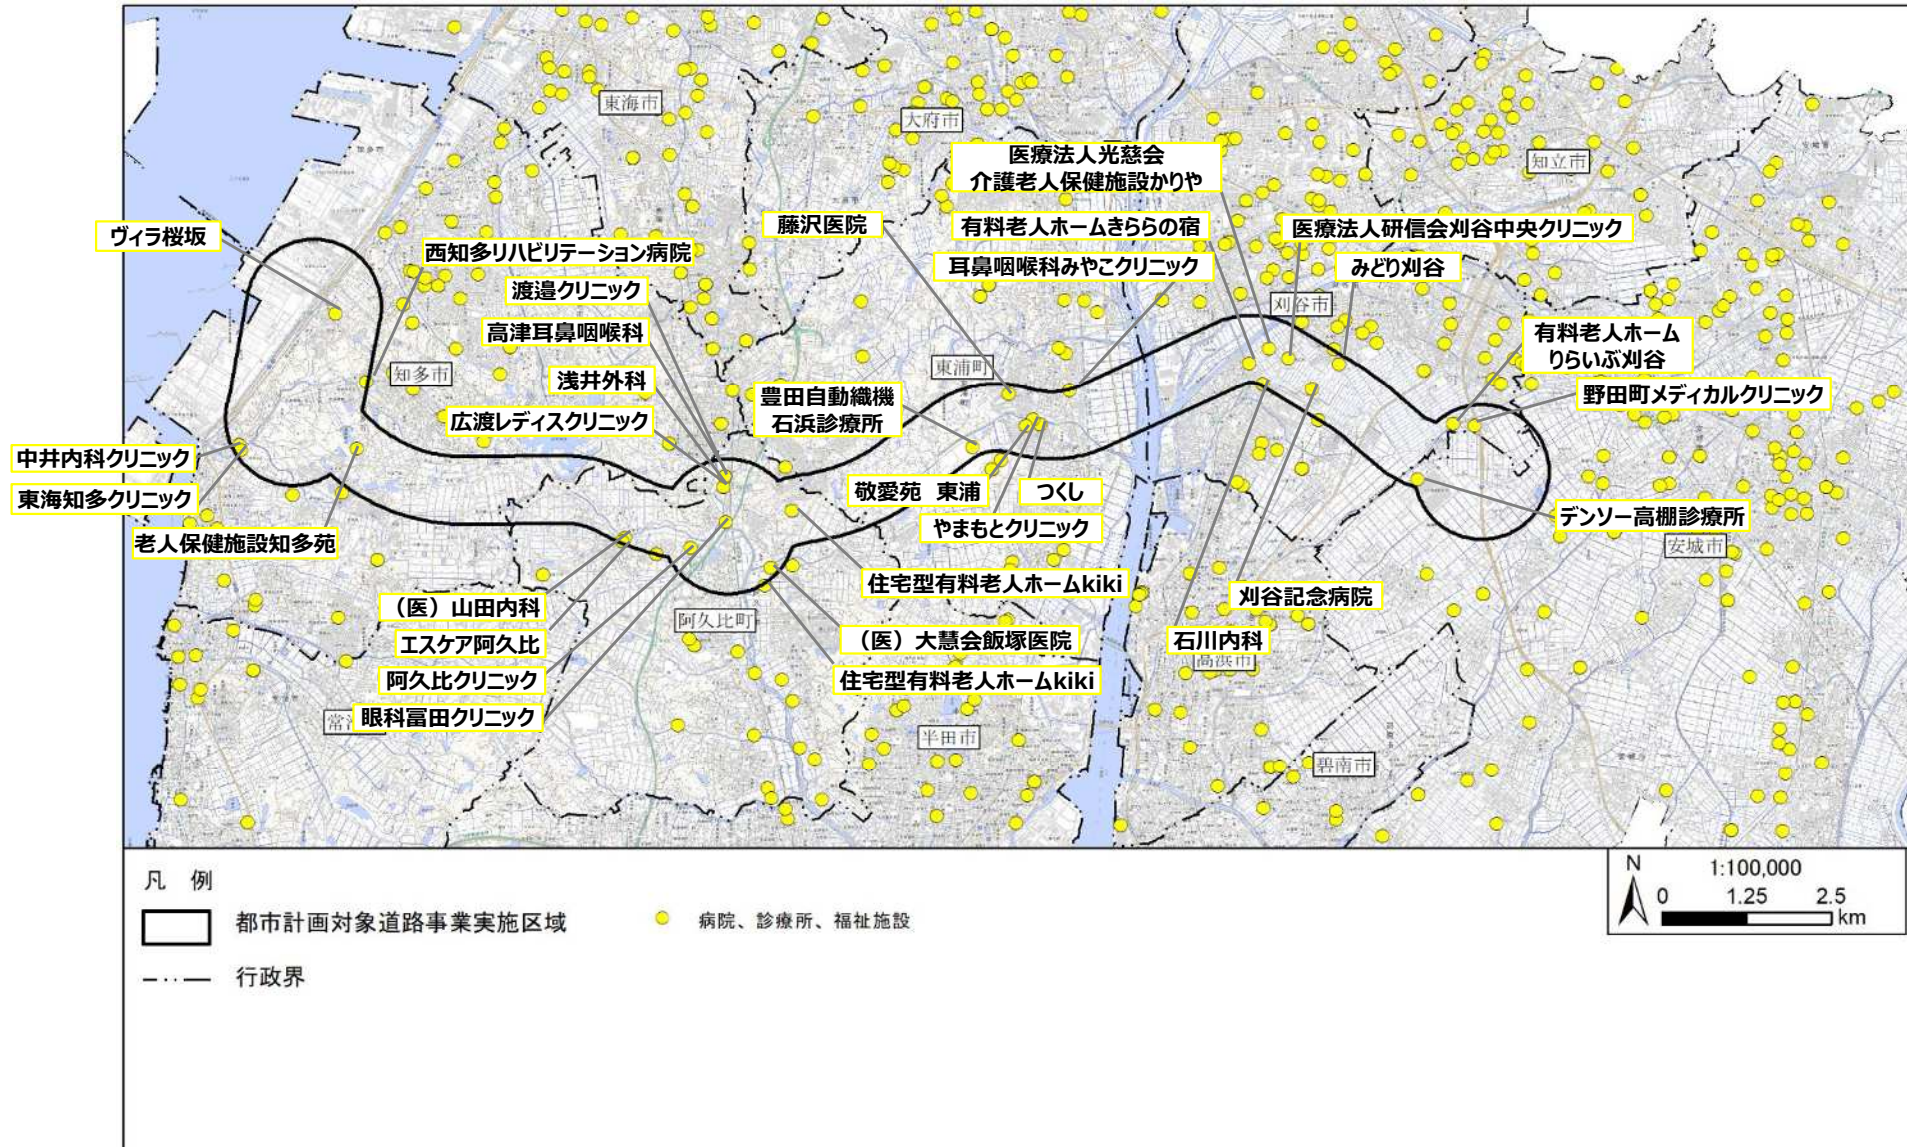 東海市
大府市
知立市
医療法人光慈会
介護老人保健施設かりや
藤沢医院
有料老人ホームきららの宿
医療法人研信会刈谷中央クリニック
ヴィラ桜坂
西知多リハビリテーション病院
耳鼻咽喉科みやこクリニック
みどり刈谷
渡邉クリニック
刈谷市
高津耳鼻咽喉科
有料老人ホーム
りらいぶ刈谷
知多市
東浦町
浅井外科
豊田自動織機
石浜診療所
野田町メディカルクリニック
広渡レディスクリニック
中井内科クリニック
東海知多クリニック
敬愛苑 東浦
つくし
やまもとクリニック
デンソー高棚診療所
老人保健施設知多苑
安城市
住宅型有料老人ホームkiki
刈谷記念病院
(医)山田内科
阿久比町
エスケア阿久比
(医)大慧会飯塚医院
石川内科
高浜市
阿久比クリニック
住宅型有料老人ホームkiki
眼科冨田クリニック
常滑
半田市
碧南市
凡 例
都市計画対象道路事業実施区域
病院、診療所、福祉施設
行政界
N
1:100,000
0 1.25 2.5
km